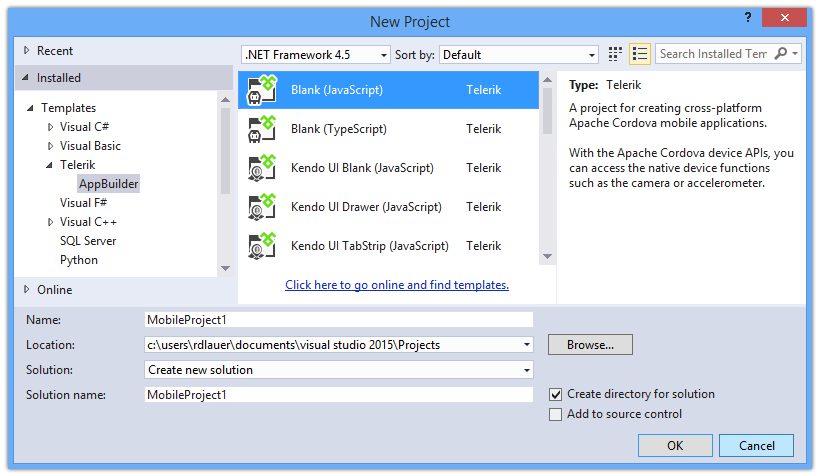 New Project
?
Recent
.NET Framework 4.5
Sort by:
Default
Search Installed Tem
Installed
Templates
Visual C#
Visual Basic
Telerik
AppBuilder
Visual F#
Visual C++
SQL Server
Python
Online
Blank (JavaScript) Telerik
Blank (TypeScript) Telerik
Kendo UI Blank (JavaScript) Telerik
Kendo UI Drawer (JavaScript) Telerik
Kendo UI TabStrip (JavaScript) Telerik
Click here to go online and find templates.
Type: Telerik
A project for creating cross-platform
Apache Cordova mobile applications.
With the Apache Cordova device APIs, you
can access the native device functions
such as the camera or accelerometer.
Name: MobileProject1
Location: c:\users\rdlauer\documents\visual studio 2015\Projects
Browse...
Solution: Create new solution
Solution name: MobileProject1
Create directory for solution
Add to source control
OK
Cancel